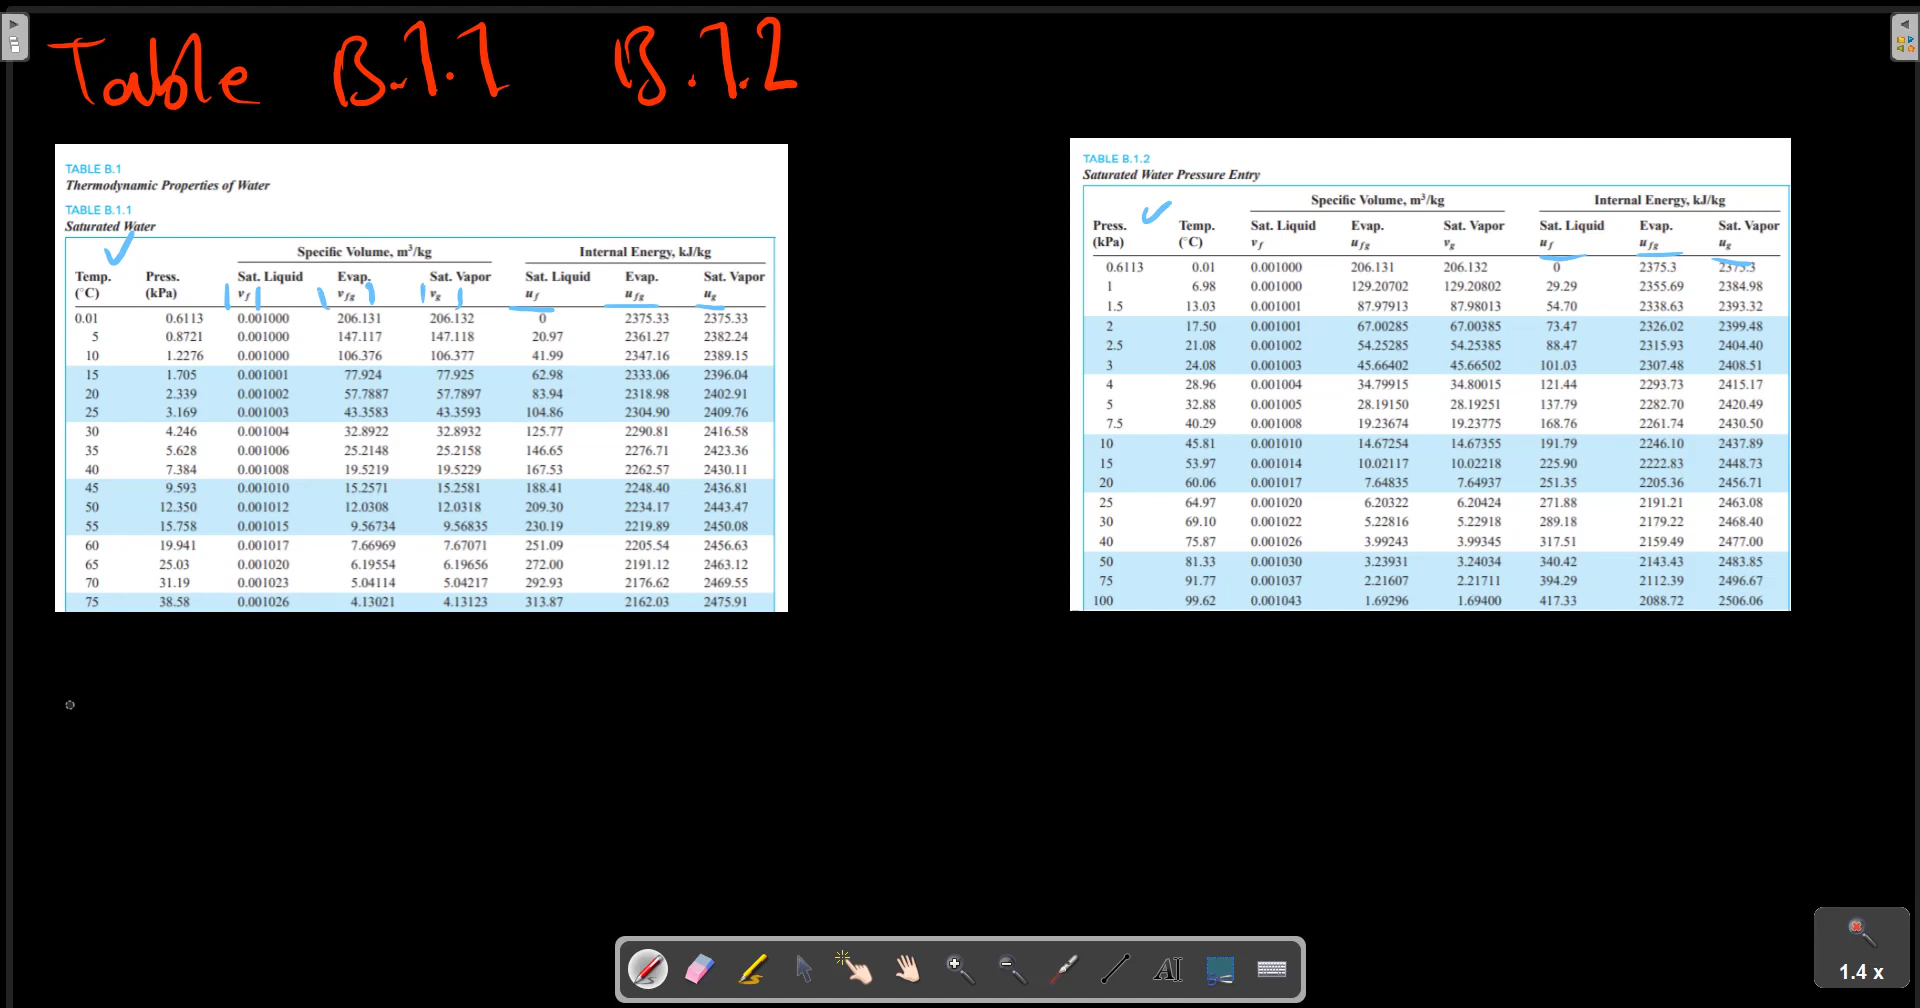 Table B.1.1 B.1.2
TABLE B.1
Thermodynamic Properties of Water
TABLE B.1.1
Saturated Water
Specific Volume, m³/kg Internal Energy, kJ/kg
Temp. Press. Sat. Liquid Evap. Sat. Vapor Sat. Liquid Evap. Sat. Vapor
(°C) (kPa) vf vfg vg uf ufg ug
0.01 0.6113 0.001000 206.131 206.132 0 2375.33 2375.33
5 0.8721 0.001000 147.117 147.118 20.97 2361.27 2382.24
10 1.2276 0.001000 106.376 106.377 41.99 2347.16 2389.15
15 1.705 0.001001 77.924 77.925 62.98 2333.06 2396.04
20 2.339 0.001002 57.7887 57.7897 83.94 2318.98 2402.91
25 3.169 0.001003 43.3583 43.3593 104.86 2304.90 2409.76
30 4.246 0.001004 32.8922 32.8932 125.77 2290.81 2416.58
35 5.628 0.001006 25.2148 25.2158 146.65 2276.71 2423.36
40 7.384 0.001008 19.5219 19.5229 167.53 2262.57 2430.11
45 9.593 0.001010 15.2571 15.2581 188.41 2248.40 2436.81
50 12.350 0.001012 12.0308 12.0318 209.30 2234.17 2443.47
55 15.758 0.001015 9.56734 9.56835 230.19 2219.89 2450.08
60 19.941 0.001017 7.66969 7.67071 251.09 2205.54 2456.63
65 25.03 0.001020 6.19554 6.19656 272.00 2191.12 2463.12
70 31.19 0.001023 5.04114 5.04217 292.93 2176.62 2469.55
75 38.58 0.001026 4.13021 4.13123 313.87 2162.03 2475.91
TABLE B.1.2
Saturated Water Pressure Entry
Specific Volume, m³/kg Internal Energy, kJ/kg
Press. Temp. Sat. Liquid Evap. Sat. Vapor Sat. Liquid Evap. Sat. Vapor
(kPa) (°C) vf ufg vg uf ufg ug
0.6113 0.01 0.001000 206.131 206.132 0 2375.3 2375.3
1 6.98 0.001000 129.20702 129.20802 29.29 2355.69 2384.98
1.5 13.03 0.001001 87.97913 87.98013 54.70 2338.63 2393.32
2 17.50 0.001001 67.00285 67.00385 73.47 2326.02 2399.48
2.5 21.08 0.001002 54.25285 54.25385 88.47 2315.93 2404.40
3 24.08 0.001003 45.66402 45.66502 101.03 2307.48 2408.51
4 28.96 0.001004 34.79915 34.80015 121.44 2293.73 2415.17
5 32.88 0.001005 28.19150 28.19251 137.79 2282.70 2420.49
7.5 40.29 0.001008 19.23674 19.23775 168.76 2261.74 2430.50
10 45.81 0.001010 14.67254 14.67355 191.79 2246.10 2437.89
15 53.97 0.001014 10.02117 10.02218 225.90 2222.83 2448.73
20 60.06 0.001017 7.64835 7.64937 251.35 2205.36 2456.71
25 64.97 0.001020 6.20322 6.20424 271.88 2191.21 2463.08
30 69.10 0.001022 5.22816 5.22918 289.18 2179.22 2468.40
40 75.87 0.001026 3.99243 3.99345 317.51 2159.49 2477.00
50 81.33 0.001030 3.23931 3.24034 340.42 2143.43 2483.85
75 91.77 0.001037 2.21607 2.21711 394.29 2112.39 2496.67
100 99.62 0.001043 1.69296 1.69400 417.33 2088.72 2506.06
AI
1.4 x